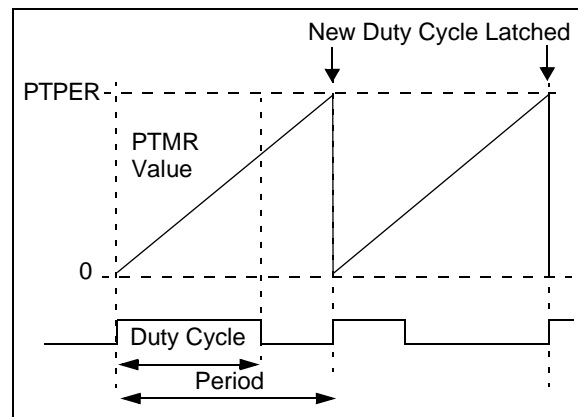 New Duty Cycle Latched
PTPER
PTMR
Value
0
Duty Cycle
Period